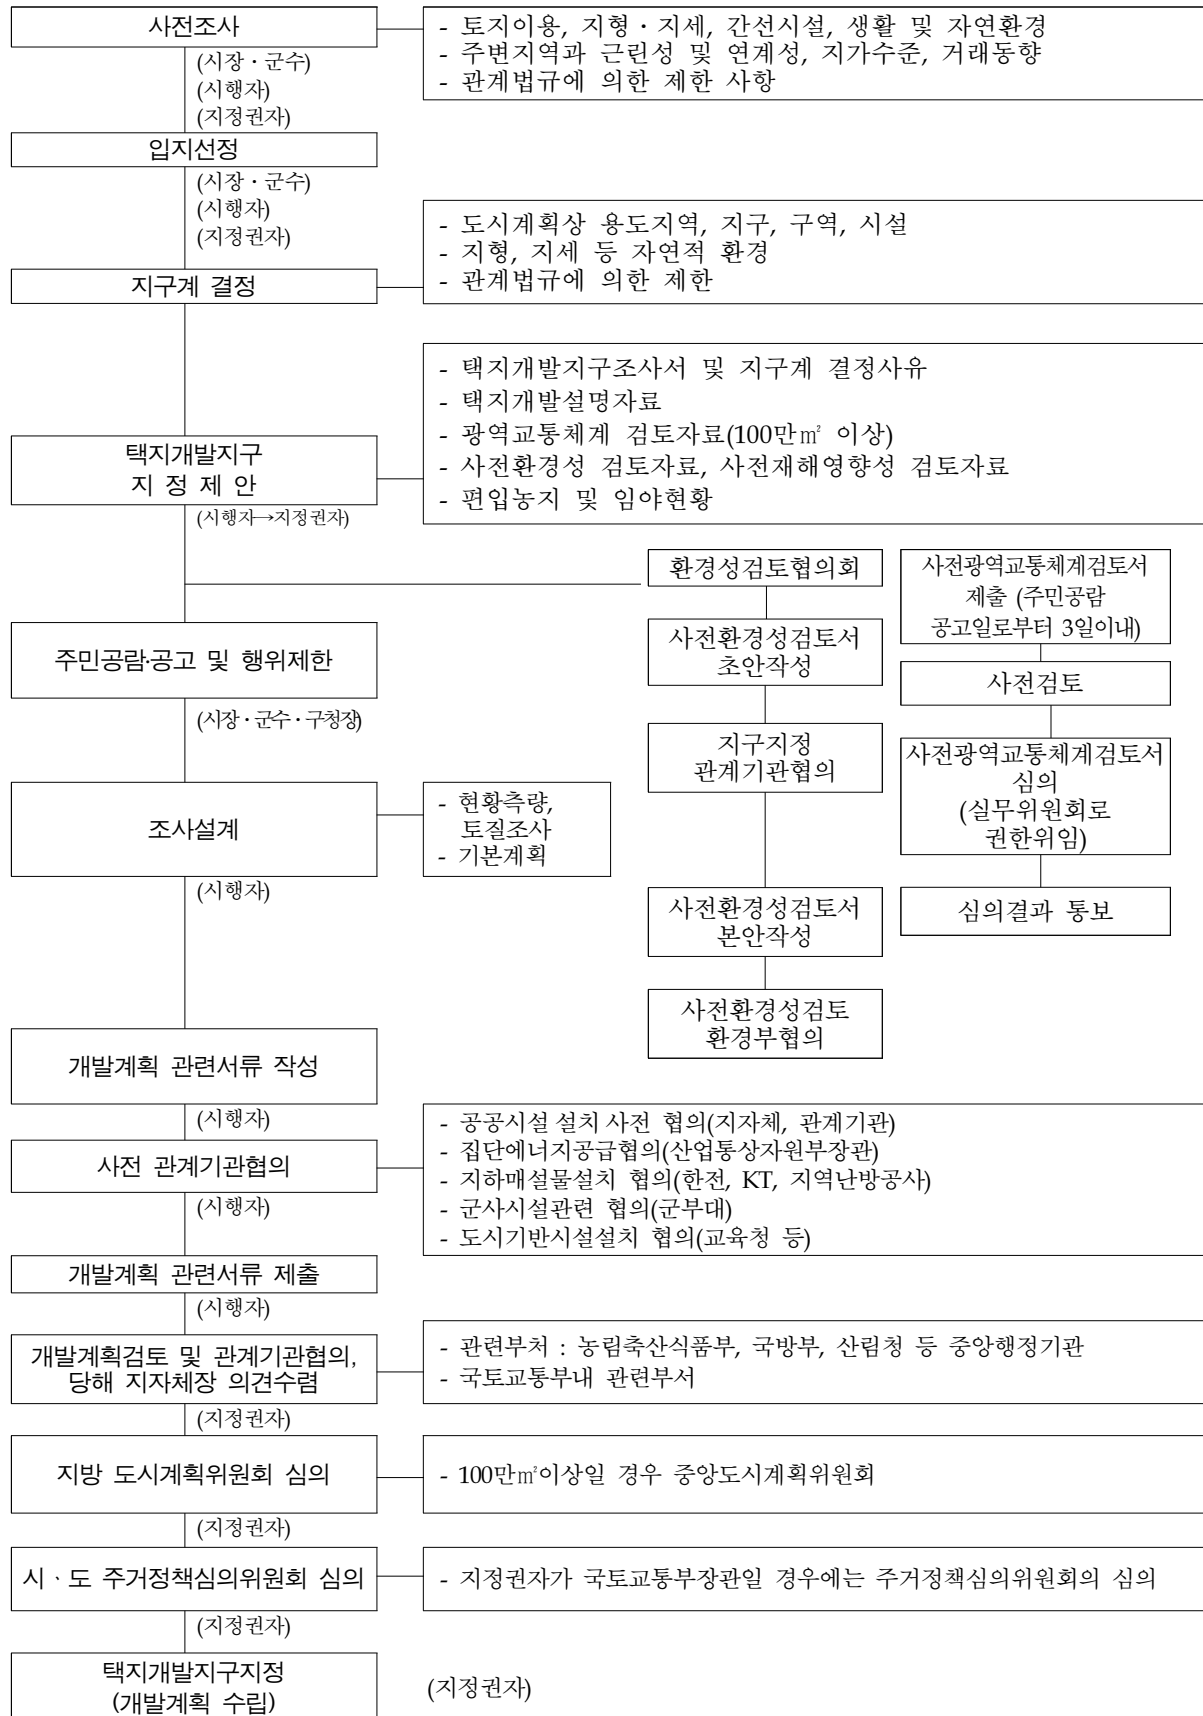 사전조사
- 토지이용, 지형·지세, 간선시설, 생활 및 자연환경
- 주변지역과 근린성 및 연계성, 지가수준, 거래동향
- 관계법규에 의한 제한 사항
(시장·군수)
(시행자)
(지정권자)
입지선정
(시장·군수)
(시행자)
(지정권자)
- 도시계획상 용도지역, 지구, 구역, 시설
- 지형, 지세 등 자연적 환경
- 관계법규에 의한 제한
지구계 결정
- 택지개발지구조사서 및 지구계 결정사유
- 택지개발설명자료
- 광역교통체계 검토자료(100만㎡ 이상)
- 사전환경성 검토자료, 사전재해영향성 검토자료
- 편입농지 및 임야현황
택지개발지구
지 정 제 안
(시행자→지정권자)
환경성검토협의회
사전환경성검토서
초안작성
지구지정
관계기관협의
사전환경성검토서
본안작성
사전환경성검토
환경부협의
사전광역교통체계검토서
제출 (주민공람
공고일로부터 3일이내)
사전검토
사전광역교통체계검토서
심의
(실무위원회로
권한위임)
심의결과 통보
주민공람·공고 및 행위제한
(시장·군수·구청장)
조사설계
- 현황측량,
토질조사
- 기본계획
(시행자)
개발계획 관련서류 작성
(시행자)
사전 관계기관협의
- 공공시설 설치 사전 협의(지자체, 관계기관)
- 집단에너지공급협의(산업통상자원부장관)
- 지하매설물설치 협의(한전, KT, 지역난방공사)
- 군사시설관련 협의(군부대)
- 도시기반시설설치 협의(교육청 등)
(시행자)
개발계획 관련서류 제출
(시행자)
개발계획검토 및 관계기관협의,
당해 지자체장 의견수렴
- 관련부처 : 농림축산식품부, 국방부, 산림청 등 중앙행정기관
- 국토교통부내 관련부서
(지정권자)
지방 도시계획위원회 심의
- 100만㎡이상일 경우 중앙도시계획위원회
(지정권자)
시、도 주거정책심의위원회 심의
- 지정권자가 국토교통부장관일 경우에는 주거정책심의위원회의 심의
(지정권자)
택지개발지구지정
(개발계획 수립)
(지정권자)